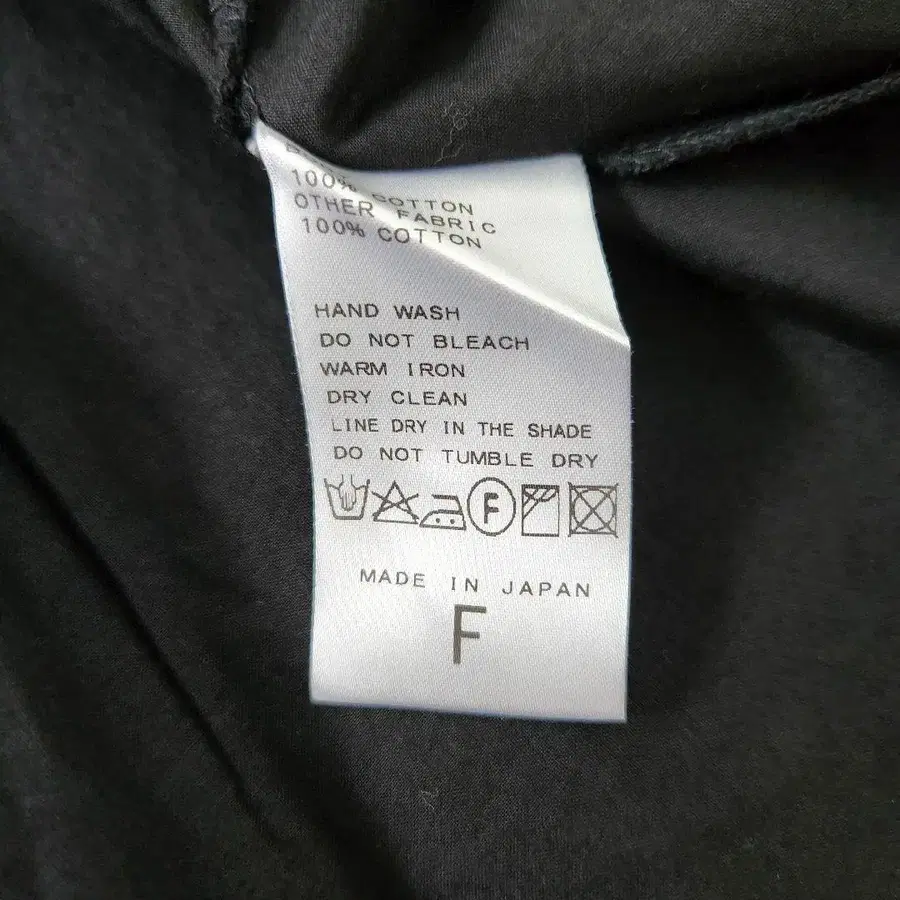 100% COTTON
OTHER FABRIC
100% COTTON
HAND WASH
DO NOT BLEACH
WARM IRON
DRY CLEAN
LINE DRY IN THE SHADE
DO NOT TUMBLE DRY
F
MADE IN JAPAN
F